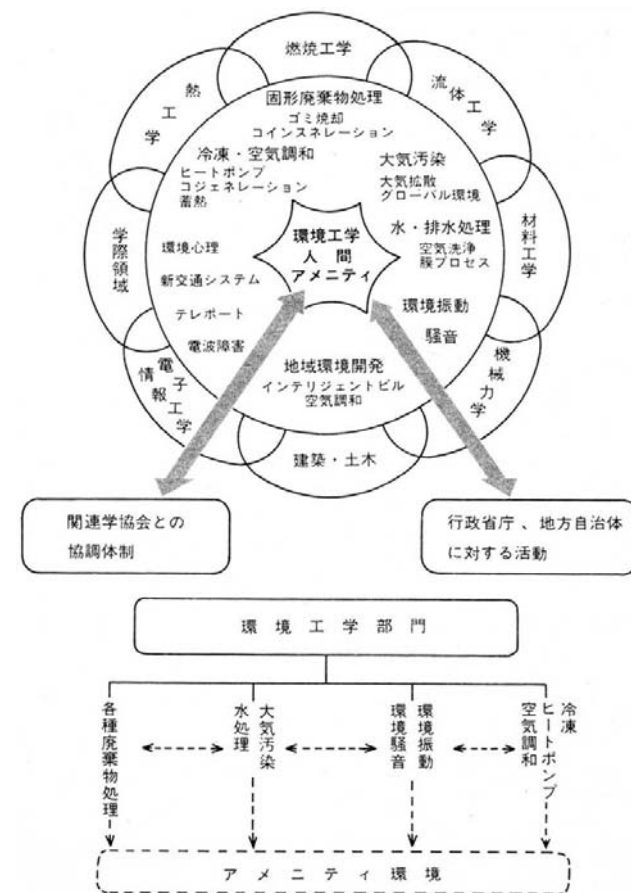 燃焼工学
流体工学
材料工学
機械力学
建築・土木
電子工学
情報
学際領域
熱工学
固形廃棄物処理
ゴミ焼却
コインスネレーション
冷凍・空気調和
ヒートポンプ
コジェネレーション
蓄熱
大気汚染
大気拡散
グローバル環境
水・排水処理
空気洗浄
膜プロセス
環境工学
人間
アメニティ
環境心理
新交通システム
テレポート
電波障害
環境振動
騒音
地域環境開発
インテリジェントビル
空気調和
関連学協会との
協調体制
行政省庁、地方自治体
に対する活動
環境工学部門
各種廃棄物処理
大気汚染
水処理
環境振動
環境騒音
冷凍
ヒートポンプ
空気調和
アメニティ環境